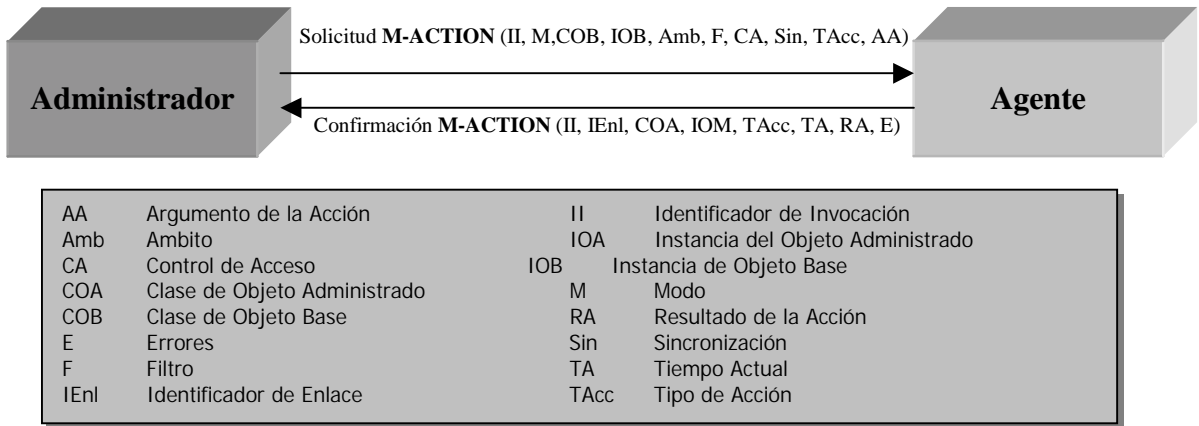 Solicitud M-ACTION (II, M,COB, IOB, Amb, F, CA, Sin, TAcc, AA)
Administrador
Agente
Confirmación M-ACTION (II, IEnl, COA, IOM, TAcc, TA, RA, E)
AA Argumento de la Acción II Identificador de Invocación
Amb Ambito IOA Instancia del Objeto Administrado
CA Control de Acceso IOB Instancia de Objeto Base
COA Clase de Objeto Administrado M Modo
COB Clase de Objeto Base RA Resultado de la Acción
E Errores Sin Sincronización
F Filtro TA Tiempo Actual
IEnl Identificador de Enlace TAcc Tipo de Acción